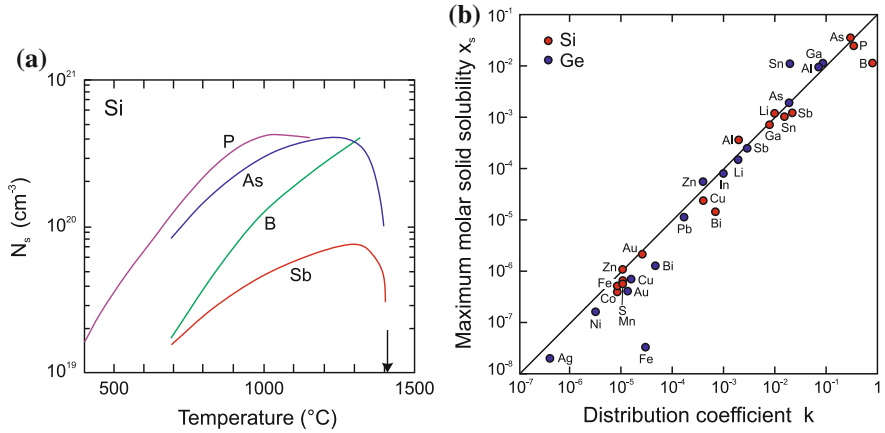 (a)
Si
10²¹
10²⁰
10¹⁹
Nₛ (cm⁻³)
P
As
B
Sb
500
1000
1500
Temperature (°C)
(b)
Si
Ge
10⁻¹
10⁻²
10⁻³
10⁻⁴
10⁻⁵
10⁻⁶
10⁻⁷
10⁻⁸
Maximum molar solid solubility xₛ
As
P
Ga
Sn
Al
B
As
Li
Sb
Sn
Ga
Al
Sb
Li
Zn
In
Cu
Bi
Pb
Au
Zn
Bi
Fe
Cu
Co
Au
S
Mn
Ni
Fe
Ag
10⁻⁷
10⁻⁶
10⁻⁵
10⁻⁴
10⁻³
10⁻²
10⁻¹
1
Distribution coefficient k